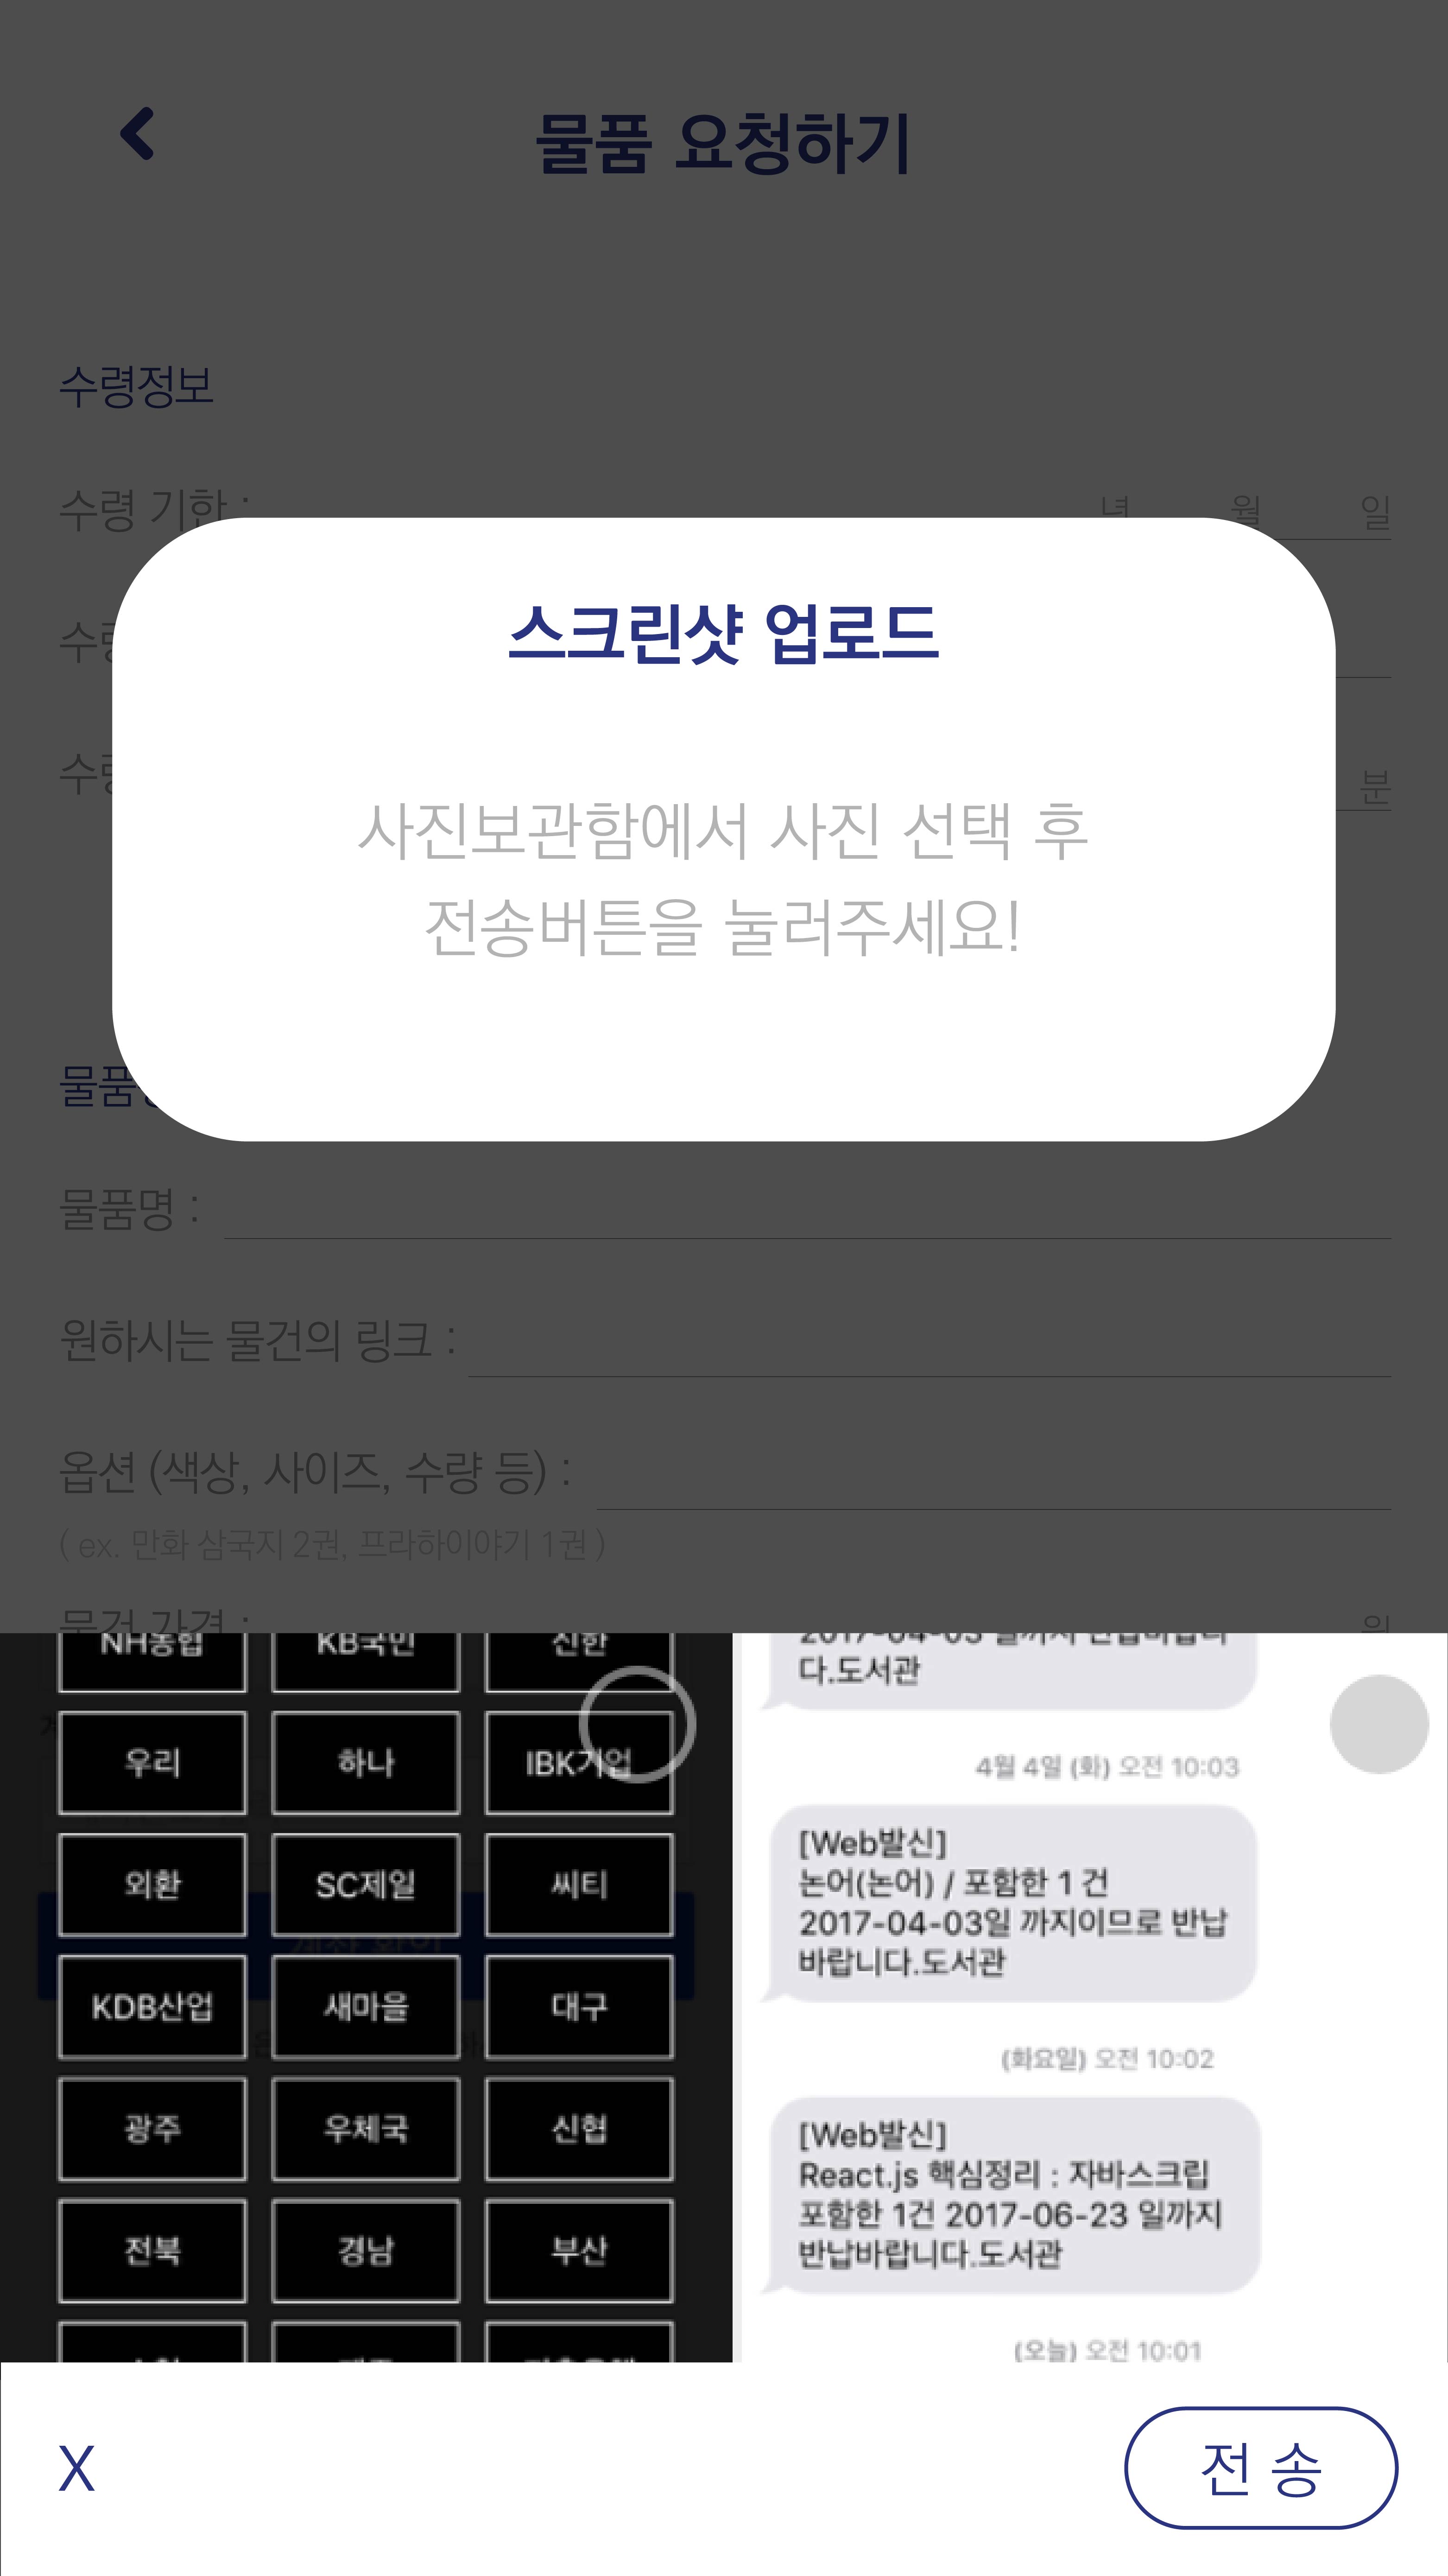 물품 요청하기
수령정보
수령 기한 : 년 월 일
스크린샷 업로드
수령
수령 분
사진보관함에서 사진 선택 후
전송버튼을 눌러주세요!
물품
물품명 :
원하시는 물건의 링크 :
옵션 (색상, 사이즈, 수량 등) :
( ex. 만화 삼국지 2권, 프라하이야기 1권 )
물건 가격 : 원
NH농협 KB국민 신한
우리 하나 IBK기업
외환 SC제일 씨티
KDB산업 새마을 대구
광주 우체국 신협
전북 경남 부산
2017-04-03 일까지 반납바랍니
다.도서관
4월 4일 (화) 오전 10:03
[Web발신]
논어(논어) / 포함한 1 건
2017-04-03일 까지이므로 반납
바랍니다.도서관
(화요일) 오전 10:02
[Web발신]
React.js 핵심정리 : 자바스크립
포함한 1건 2017-06-23 일까지
반납바랍니다.도서관
(오늘) 오전 10:01
X 전 송